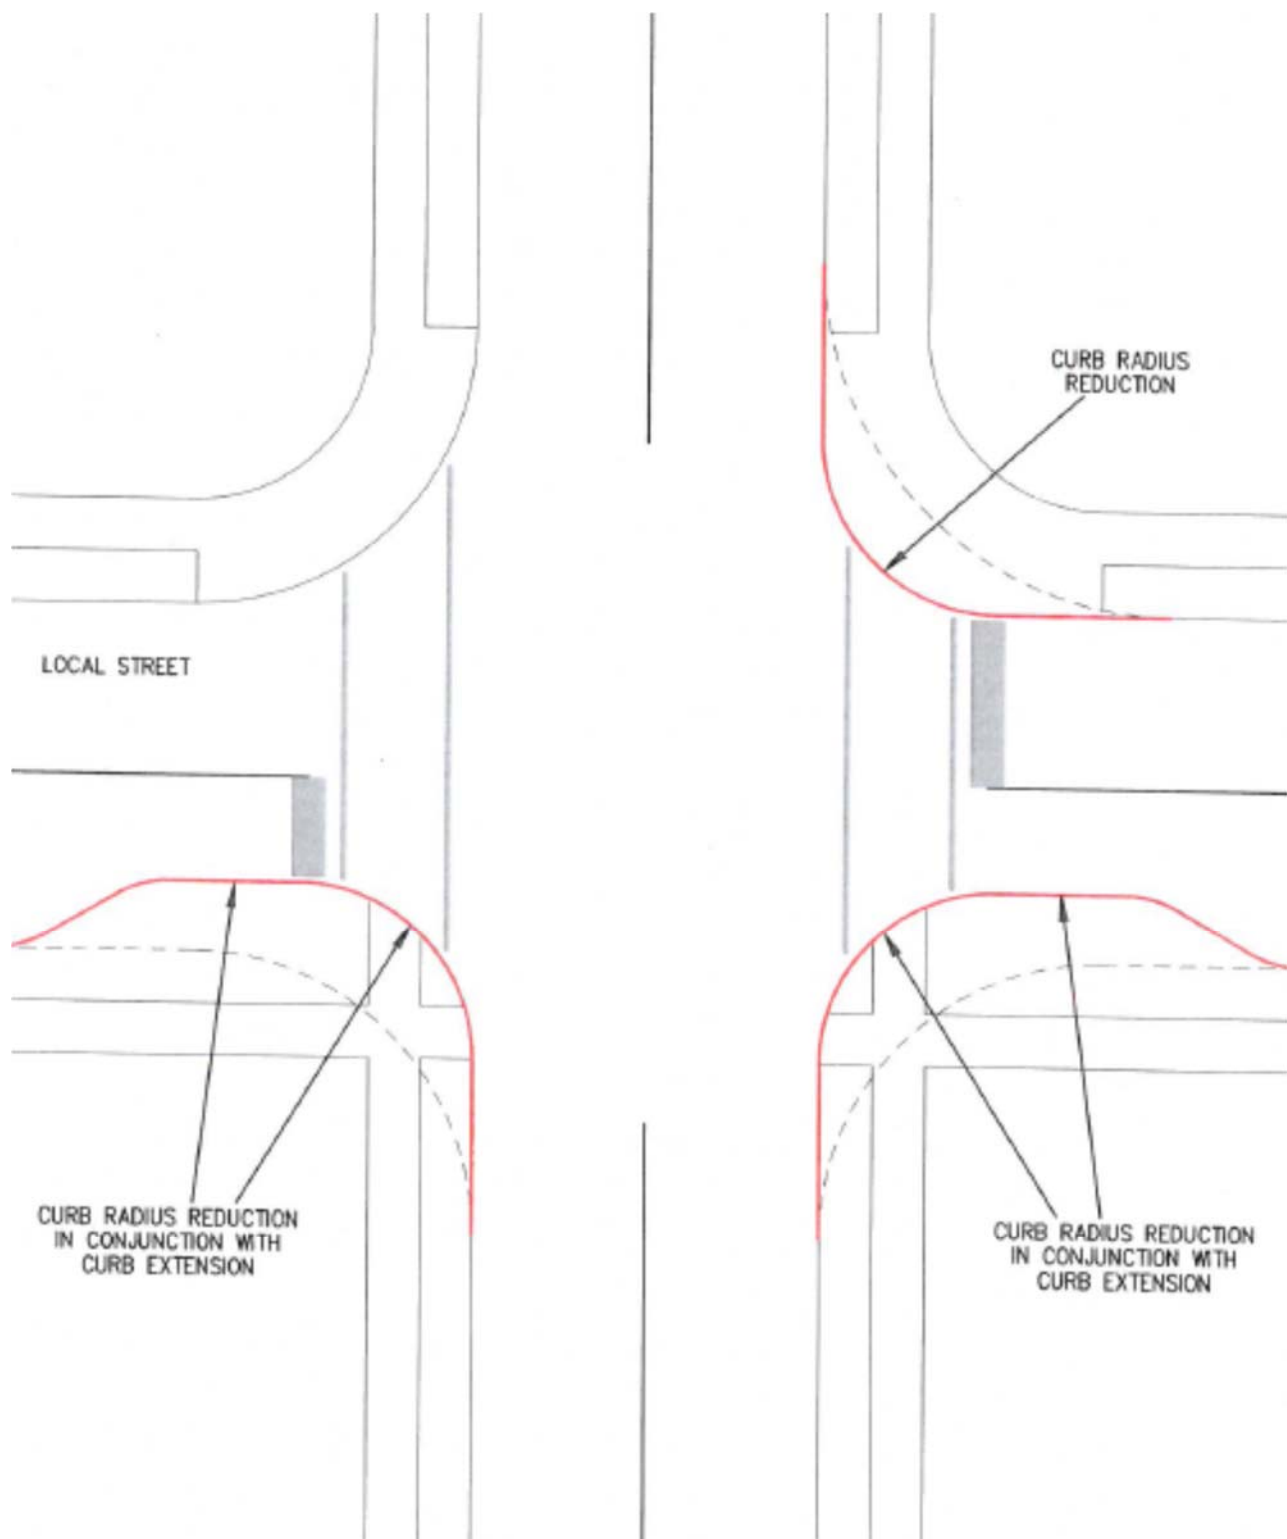 CURB RADIUS
REDUCTION
LOCAL STREET
CURB RADIUS REDUCTION
IN CONJUNCTION WITH
CURB EXTENSION
CURB RADIUS REDUCTION
IN CONJUNCTION WITH
CURB EXTENSION